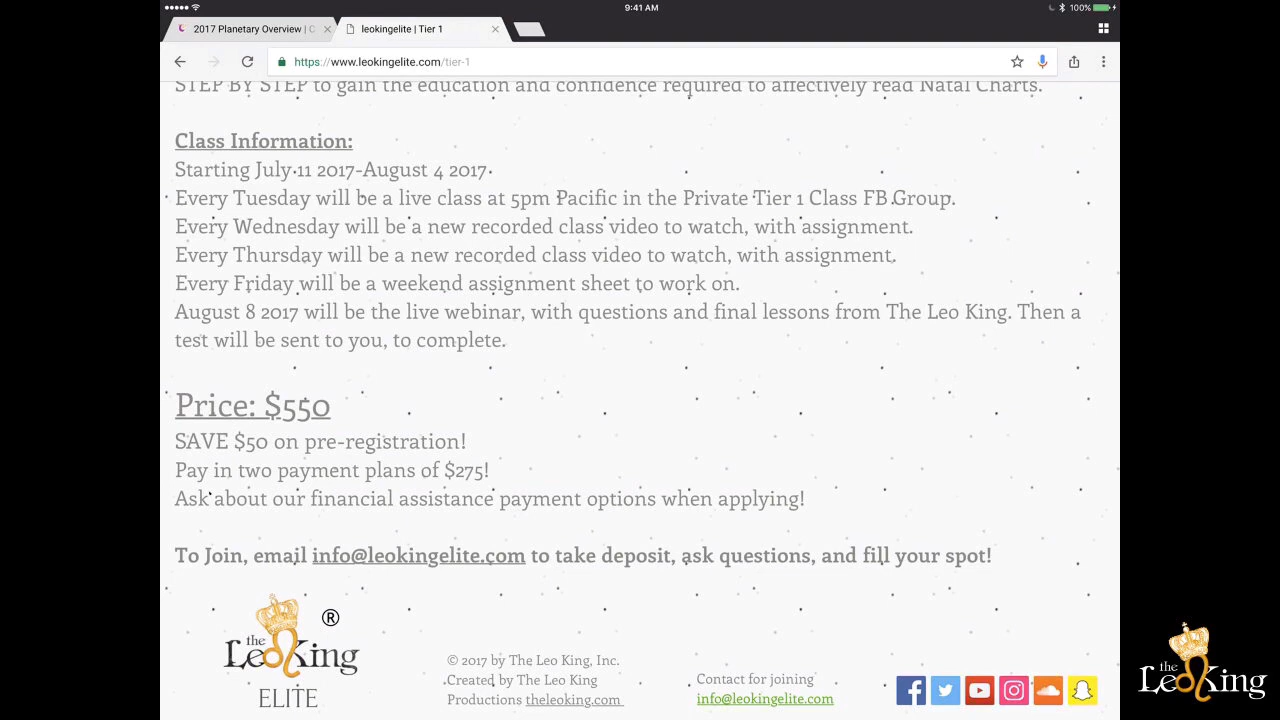 9:41 AM
100%
2017 Planetary Overview | C
leokingelite | Tier 1
https://www.leokingelite.com/tier-1
STEP BY STEP to gain the education and confidence required to affectively read Natal Charts.
Class Information:
Starting July 11 2017-August 4 2017
Every Tuesday will be a live class at 5pm Pacific in the Private Tier 1 Class FB Group.
Every Wednesday will be a new recorded class video to watch, with assignment.
Every Thursday will be a new recorded class video to watch, with assignment.
Every Friday will be a weekend assignment sheet to work on.
August 8 2017 will be the live webinar, with questions and final lessons from The Leo King. Then a
test will be sent to you, to complete.
Price: $550
SAVE $50 on pre-registration!
Pay in two payment plans of $275!
Ask about our financial assistance payment options when applying!
To Join, email info@leokingelite.com to take deposit, ask questions, and fill your spot!
®
the
LeoKing
ELITE
© 2017 by The Leo King, Inc.
Created by The Leo King
Productions theleoking.com
Contact for joining
info@leokingelite.com
the
LeoKing